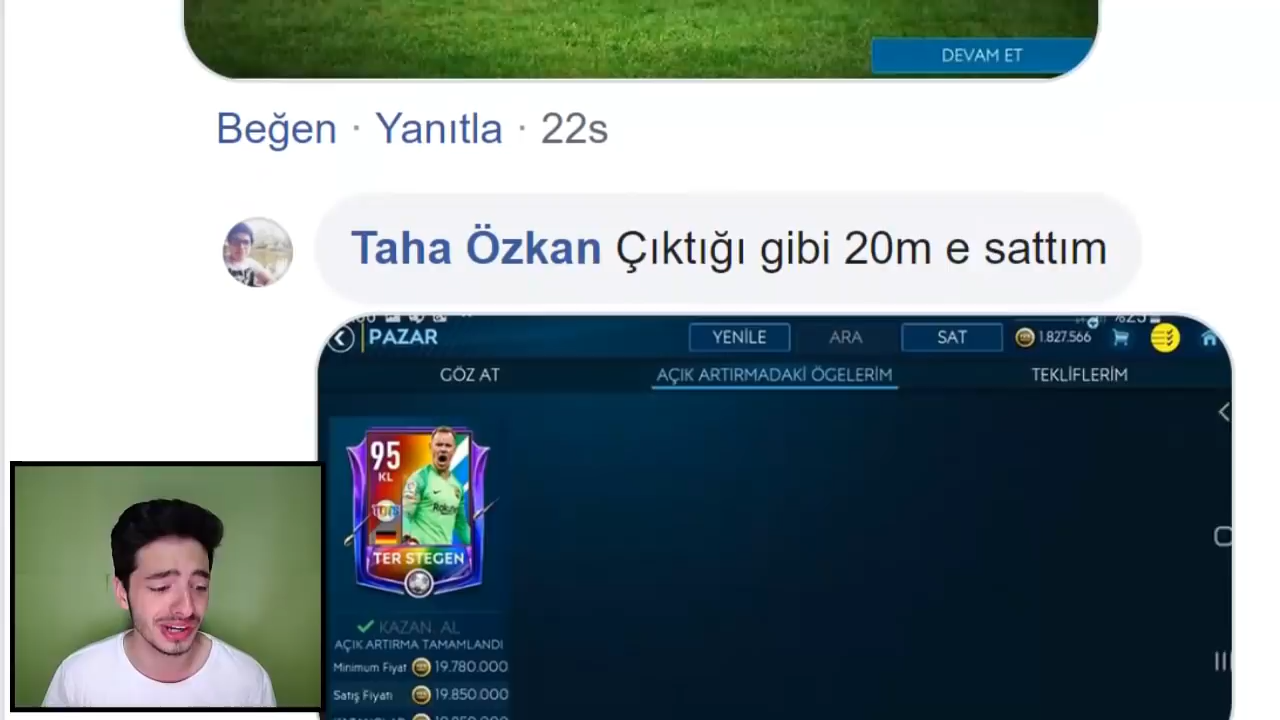 DEVAM ET
Beğen · Yanıtla · 22s
Taha Özkan Çıktığı gibi 20m e sattım
PAZAR
YENİLE
ARA
SAT
1.827.566
GÖZ AT
AÇIK ARTIRMADAKİ ÖGELERİM
TEKLİFLERİM
95
KL
TER STEGEN
KAZAN AL
AÇIK ARTIRMA TAMAMLANDI
Minimum Fiyat 19.780.000
Satış Fiyatı 19.850.000